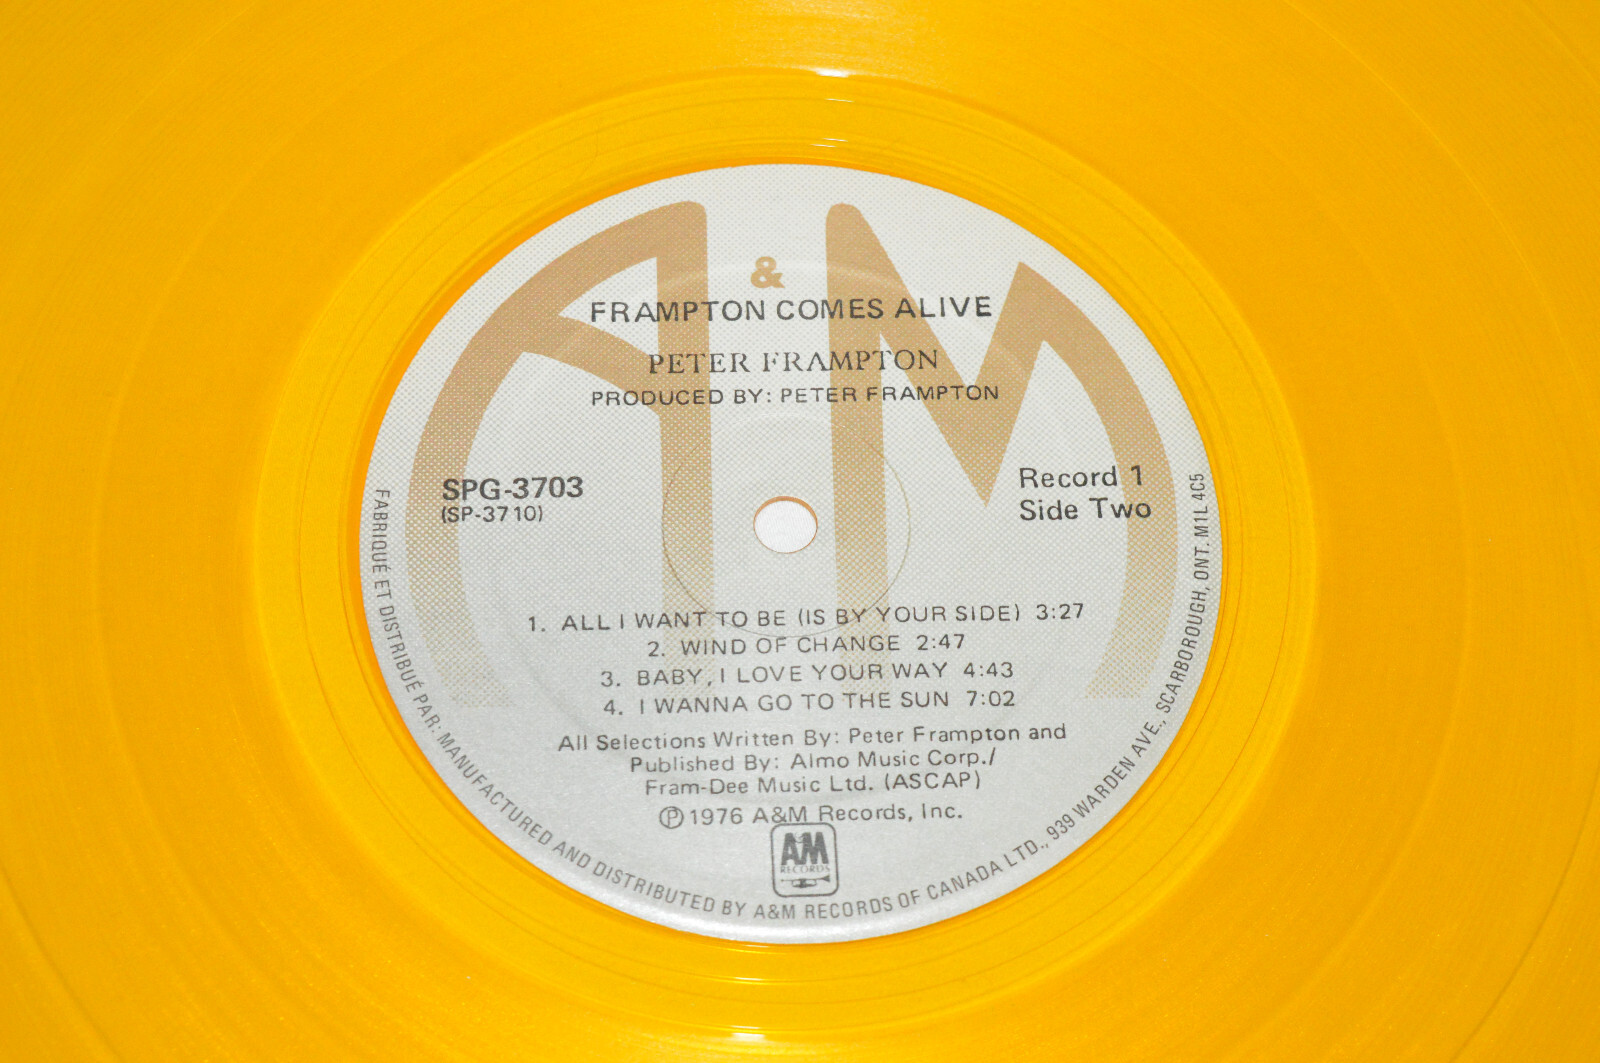 A & M
FRAMPTON COMES ALIVE
PETER FRAMPTON
PRODUCED BY: PETER FRAMPTON
SPG-3703
(SP-3710)
Record 1
Side Two
1. ALL I WANT TO BE (IS BY YOUR SIDE) 3:27
2. WIND OF CHANGE 2:47
3. BABY, I LOVE YOUR WAY 4:43
4. I WANNA GO TO THE SUN 7:02
All Selections Written By: Peter Frampton and
Published By: Almo Music Corp./
Fram-Dee Music Ltd. (ASCAP)
Ⓟ1976 A&M Records, Inc.
A&M
RECORDS
FABRIQUÉ ET DISTRIBUÉ PAR: MANUFACTURED AND DISTRIBUTED BY A&M RECORDS OF CANADA LTD., 939 WARDEN AVE., SCARBOROUGH, ONT. M1L 4C5